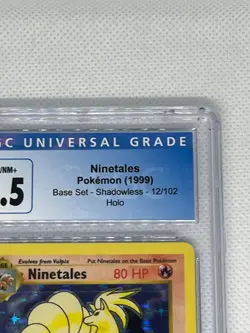 GC UNIVERSAL GRADE
/NM+
.5
Ninetales
Pokémon (1999)
Base Set - Shadowless - 12/102
Holo
Evolves from Vulpix
Put Ninetales on the Basic Pokémon
Ninetales
80 HP